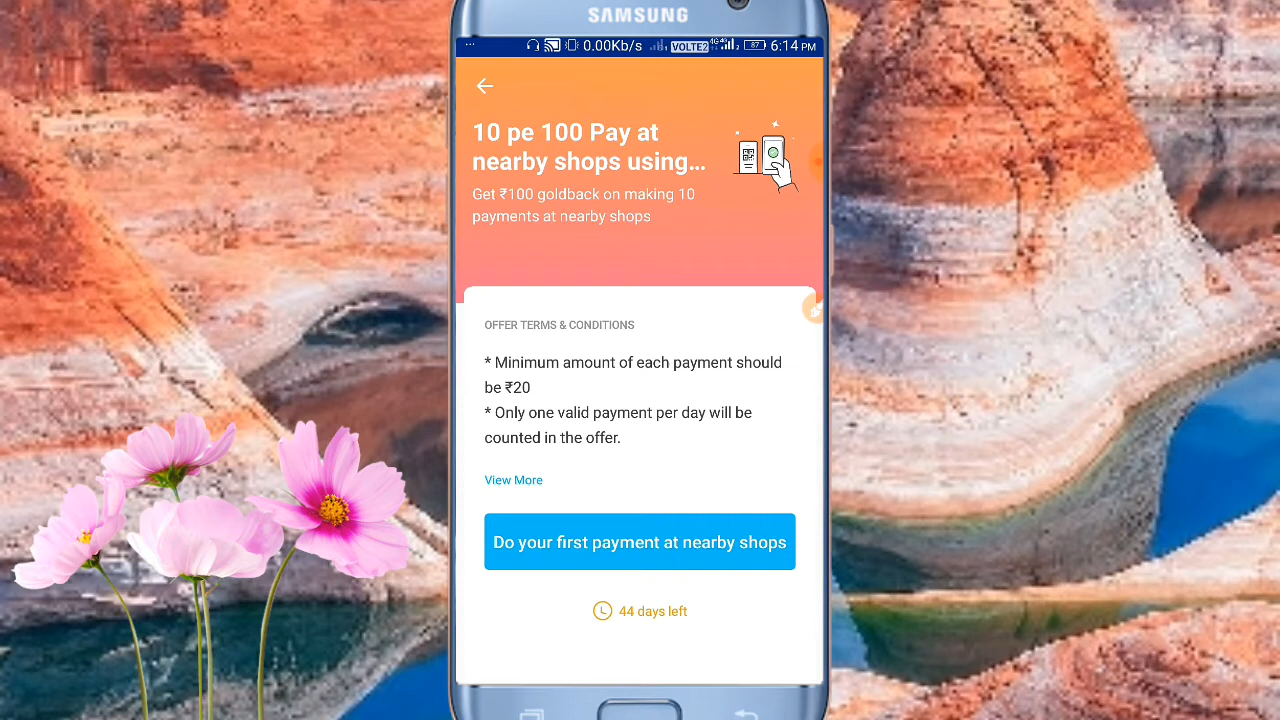 SAMSUNG
... 0.00Kb/s VOLTE2 4G 4G 87 6:14 PM
10 pe 100 Pay at
nearby shops using...
Get ₹100 goldback on making 10
payments at nearby shops
OFFER TERMS & CONDITIONS
* Minimum amount of each payment should
be ₹20
* Only one valid payment per day will be
counted in the offer.
View More
Do your first payment at nearby shops
44 days left